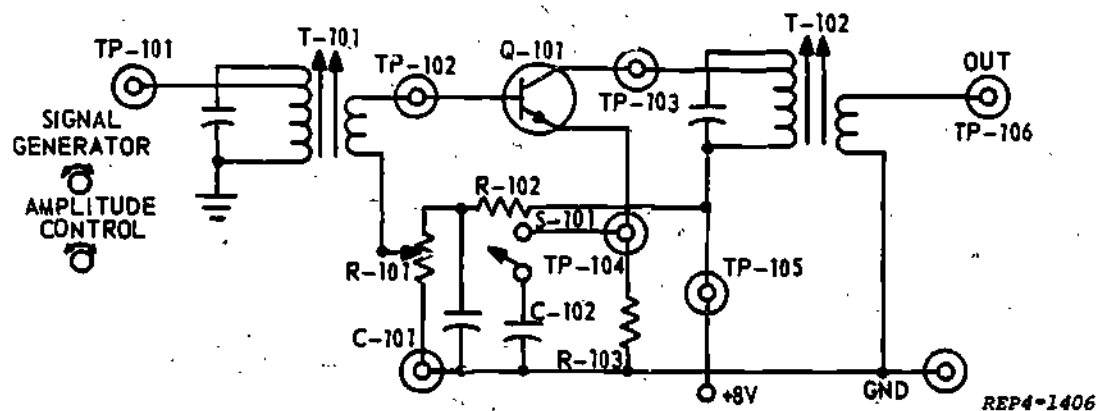 TP-101
T-101
TP-102
Q-101
TP-103
T-102
OUT
TP-106
SIGNAL
GENERATOR
AMPLITUDE
CONTROL
R-102
S-101
R-101
TP-104
TP-105
C-102
C-101
R-103
+8V
GND
REP4-1406